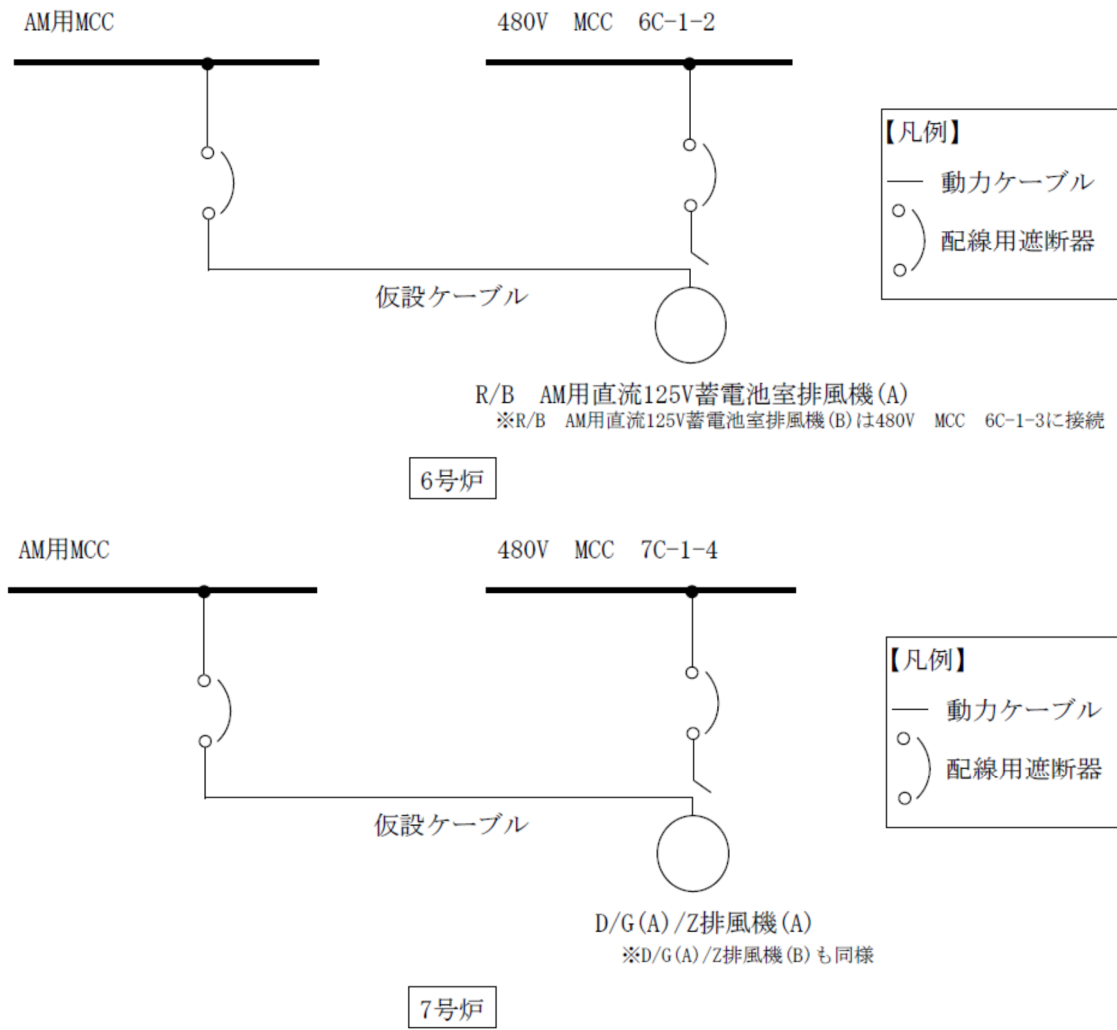 AM用MCC
480V MCC 6C-1-2
【凡例】
動力ケーブル
配線用遮断器
仮設ケーブル
R/B AM用直流125V蓄電池室排風機(A)
※R/B AM用直流125V蓄電池室排風機(B)は480V MCC 6C-1-3に接続
6号炉
AM用MCC
480V MCC 7C-1-4
【凡例】
動力ケーブル
配線用遮断器
仮設ケーブル
D/G(A)/Z排風機(A)
※D/G(A)/Z排風機(B)も同様
7号炉